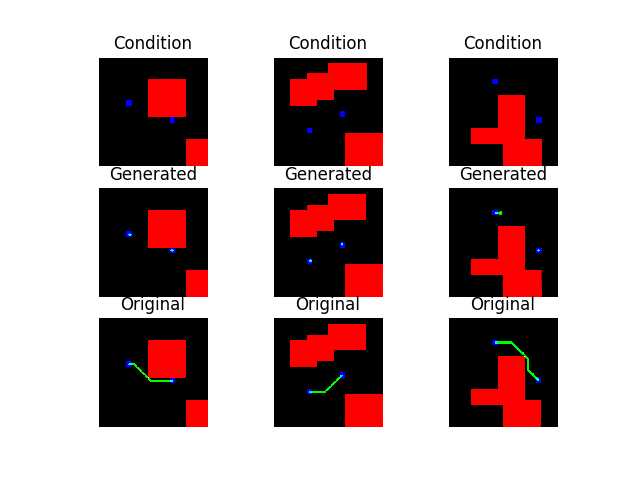 Condition Condition Condition
Generated Generated Generated
Original Original Original